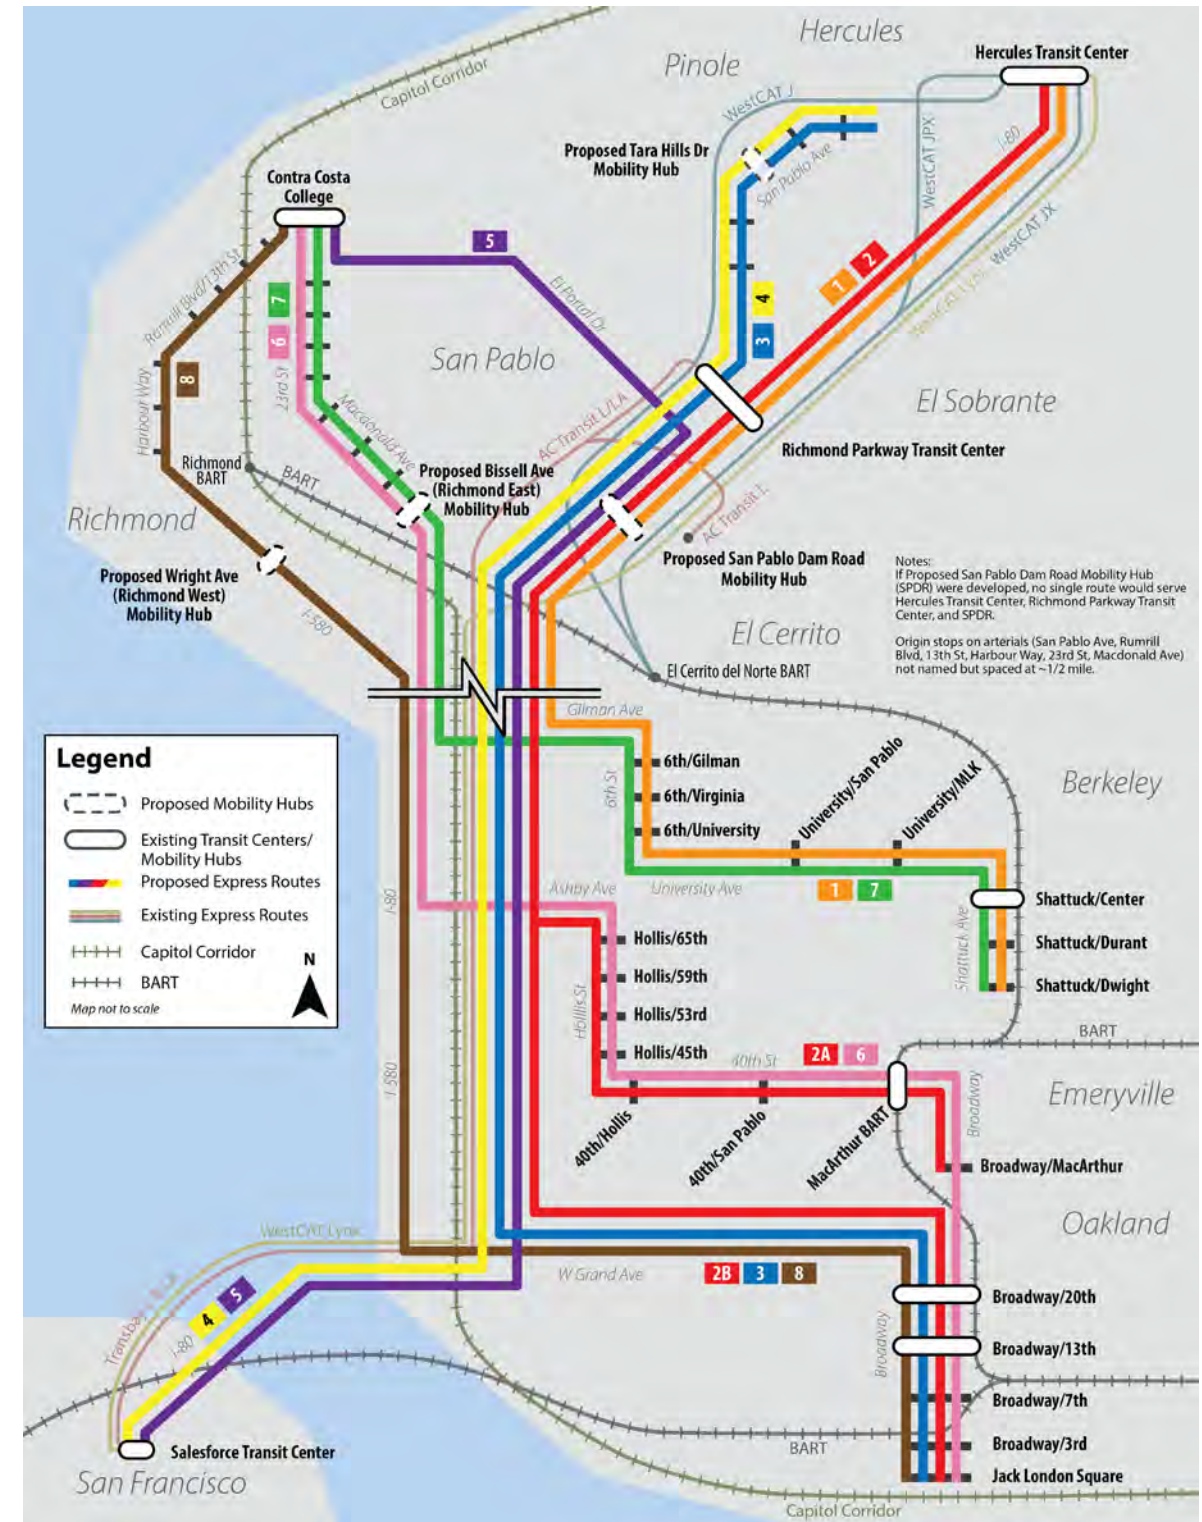 Hercules
Pinole
Hercules Transit Center
Capitol Corridor
WestCAT J
WestCAT JPX
I-80
Proposed Tara Hills Dr
Mobility Hub
San Pablo Ave
Contra Costa
College
WestCAT JX
5
Rumrill Blvd/13th St
El Portal Dr
1
2
WestCAT Lynx
7
4
6
3
San Pablo
8
23rd St
Harbour Way
Macdonald Ave
AC Transit L/LA
El Sobrante
Richmond Parkway Transit Center
Richmond
BART
BART
Proposed Bissell Ave
(Richmond East)
Mobility Hub
AC Transit L
Richmond
Proposed San Pablo Dam Road
Mobility Hub
Notes:
If Proposed San Pablo Dam Road Mobility Hub
(SPDR) were developed, no single route would serve
Hercules Transit Center, Richmond Parkway Transit
Center, and SPDR.
Origin stops on arterials (San Pablo Ave, Rumrill
Blvd, 13th St, Harbour Way, 23rd St, Macdonald Ave)
not named but spaced at ~1/2 mile.
Proposed Wright Ave
(Richmond West)
Mobility Hub
I-580
El Cerrito
El Cerrito del Norte BART
Gilman Ave
Legend
Proposed Mobility Hubs
Existing Transit Centers/
Mobility Hubs
Proposed Express Routes
Existing Express Routes
Capitol Corridor
BART
Map not to scale
N
6th St
6th/Gilman
6th/Virginia
6th/University
University/San Pablo
University/MLK
Berkeley
I-80
Ashby Ave
University Ave
1
7
Shattuck/Center
Shattuck Ave
Shattuck/Durant
Shattuck/Dwight
Hollis/65th
Hollis/59th
Hollis/53rd
Hollis/45th
Hollis St
BART
I-580
40th St
2A
6
Broadway
Emeryville
40th/Hollis
40th/San Pablo
MacArthur BART
Broadway/MacArthur
Oakland
WestCAT Lynx
W Grand Ave
2B
3
8
4
5
I-80
Broadway/20th
Broadway
Broadway/13th
Broadway/7th
BART
Broadway/3rd
Jack London Square
Salesforce Transit Center
San Francisco
Capitol Corridor